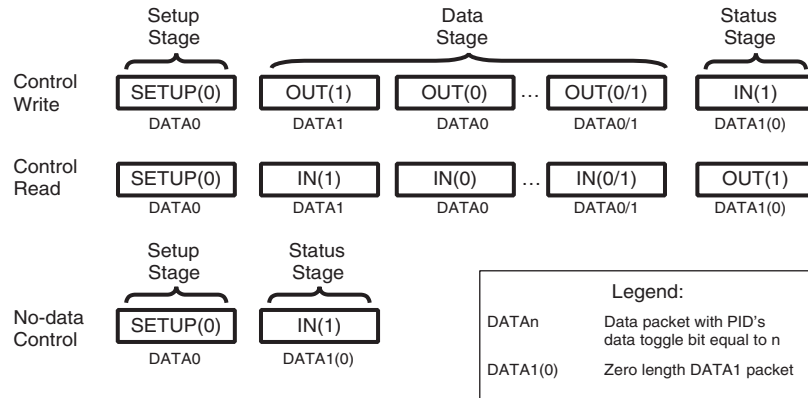 Setup Stage
Data Stage
Status Stage
Control Write
SETUP(0)
OUT(1)
OUT(0)
...
OUT(0/1)
IN(1)
DATA0
DATA1
DATA0
DATA0/1
DATA1(0)
Control Read
SETUP(0)
IN(1)
IN(0)
...
IN(0/1)
OUT(1)
DATA0
DATA1
DATA0
DATA0/1
DATA1(0)
Setup Stage
Status Stage
No-data Control
SETUP(0)
IN(1)
DATA0
DATA1(0)
Legend:
DATAn
Data packet with PID's
data toggle bit equal to n
DATA1(0)
Zero length DATA1 packet